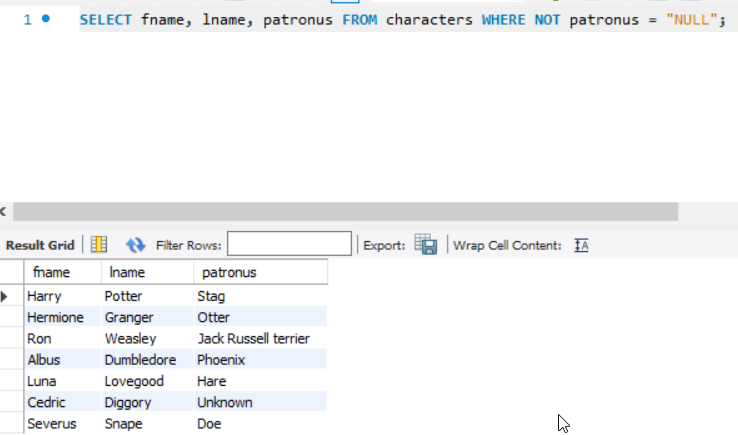 1 SELECT fname, lname, patronus FROM characters WHERE NOT patronus = "NULL";
Result Grid Filter Rows: Export: Wrap Cell Content: IA
fname lname patronus
Harry Potter Stag
Hermione Granger Otter
Ron Weasley Jack Russell terrier
Albus Dumbledore Phoenix
Luna Lovegood Hare
Cedric Diggory Unknown
Severus Snape Doe